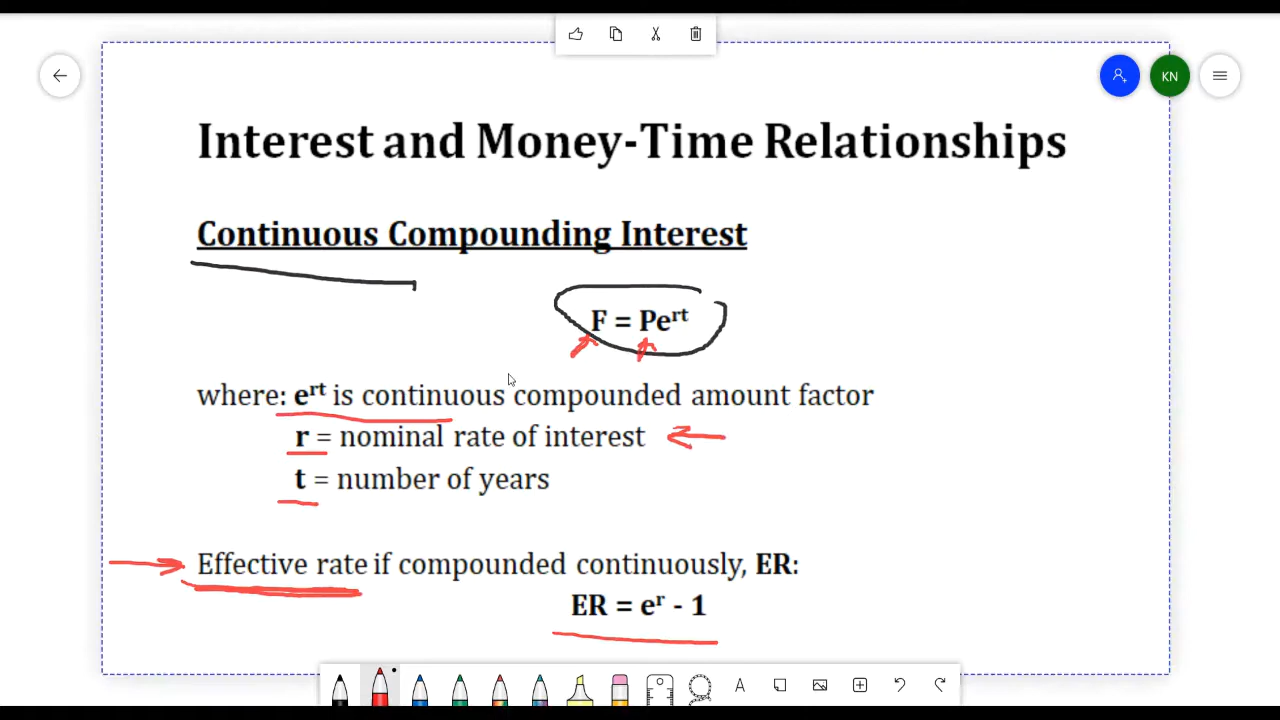 KN
Interest and Money-Time Relationships
Continuous Compounding Interest
F = Pe^rt
where: e^rt is continuous compounded amount factor
r = nominal rate of interest
t = number of years
Effective rate if compounded continuously, ER:
ER = e^r - 1
A